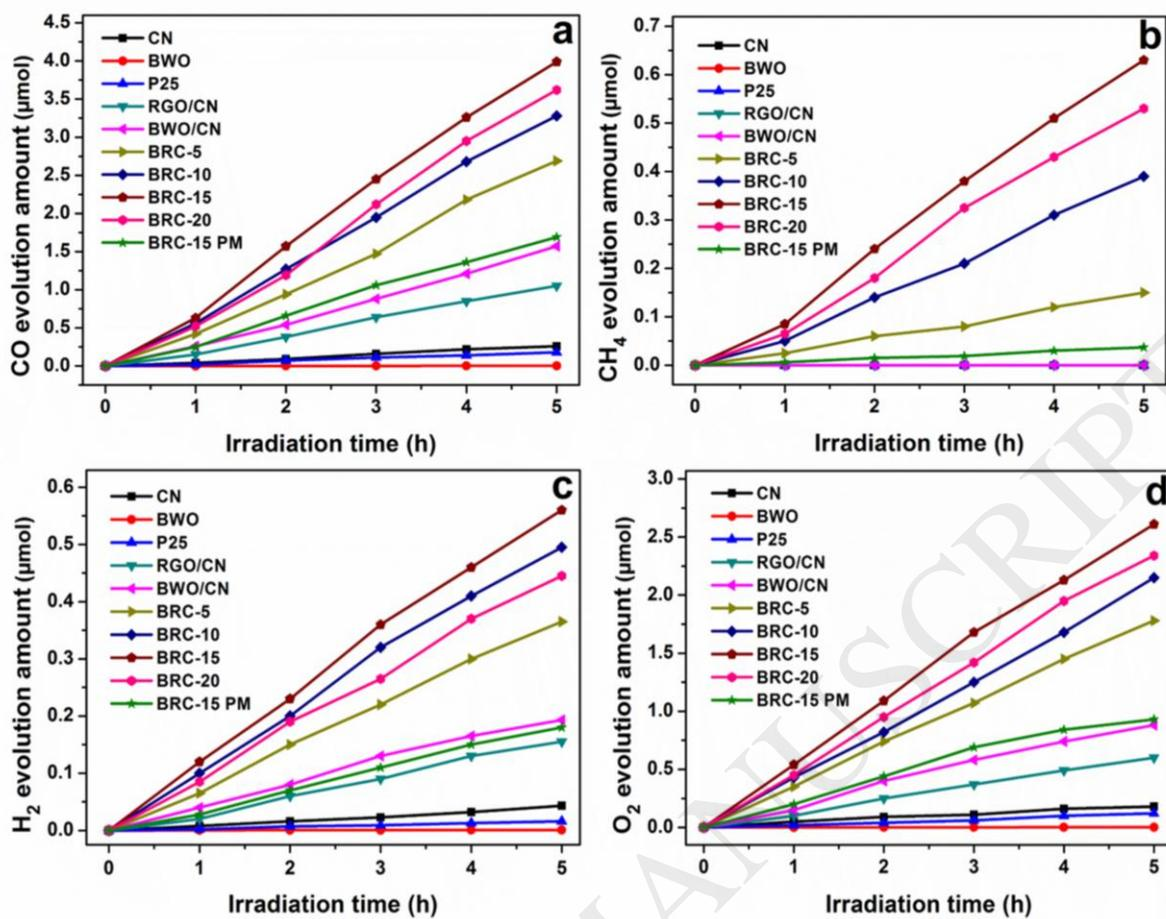 a
CO evolution amount (μmol)
4.5
4.0
3.5
3.0
2.5
2.0
1.5
1.0
0.5
0.0
CN
BWO
P25
RGO/CN
BWO/CN
BRC-5
BRC-10
BRC-15
BRC-20
BRC-15 PM
0 1 2 3 4 5
Irradiation time (h)
b
CH4 evolution amount (μmol)
0.7
0.6
0.5
0.4
0.3
0.2
0.1
0.0
CN
BWO
P25
RGO/CN
BWO/CN
BRC-5
BRC-10
BRC-15
BRC-20
BRC-15 PM
0 1 2 3 4 5
Irradiation time (h)
c
H2 evolution amount (μmol)
0.6
0.5
0.4
0.3
0.2
0.1
0.0
CN
BWO
P25
RGO/CN
BWO/CN
BRC-5
BRC-10
BRC-15
BRC-20
BRC-15 PM
0 1 2 3 4 5
Irradiation time (h)
d
O2 evolution amount (μmol)
3.0
2.5
2.0
1.5
1.0
0.5
0.0
CN
BWO
P25
RGO/CN
BWO/CN
BRC-5
BRC-10
BRC-15
BRC-20
BRC-15 PM
0 1 2 3 4 5
Irradiation time (h)
ANUSCRIPT